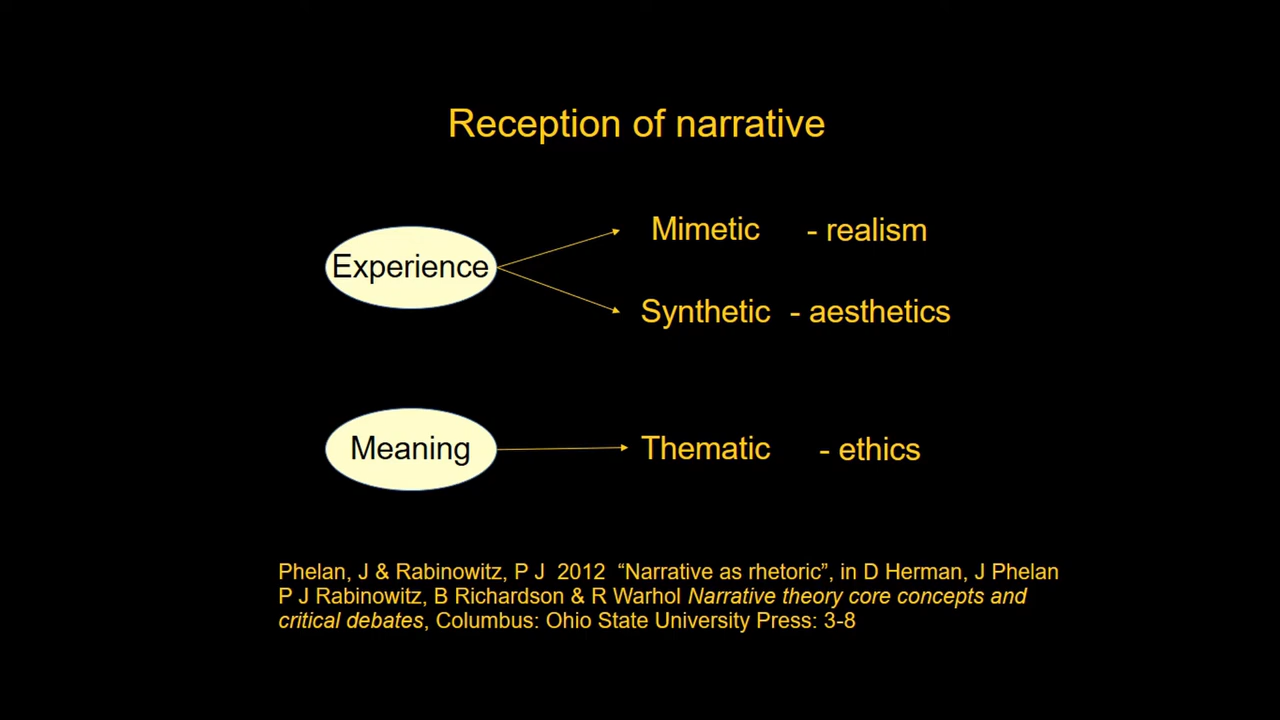 Reception of narrative
Experience
Mimetic - realism
Synthetic - aesthetics
Meaning
Thematic - ethics
Phelan, J & Rabinowitz, P J 2012 “Narrative as rhetoric”, in D Herman, J Phelan
P J Rabinowitz, B Richardson & R Warhol Narrative theory core concepts and
critical debates, Columbus: Ohio State University Press: 3-8